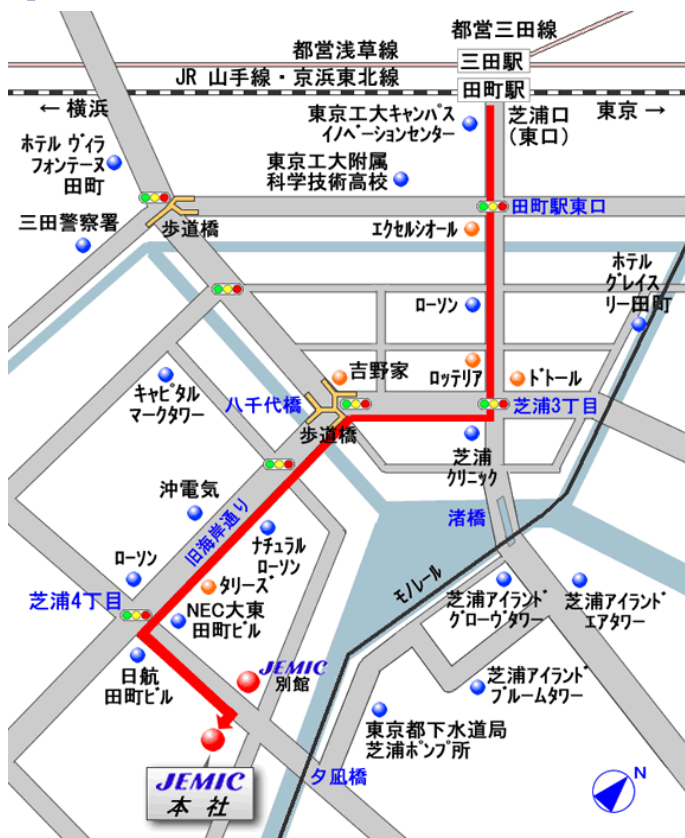 都営三田線
都営浅草線
三田駅
JR 山手線・京浜東北線
田町駅
← 横浜
東京工大キャンパス
イノベーションセンター
芝浦口
(東口)
東京 →
ホテル ヴィラ
フォンテーヌ
田町
東京工大附属
科学技術高校
田町駅東口
三田警察署
歩道橋
エクセルシオール
ホテル
グレイス
リー田町
ローソン
吉野家
ロッテリア
ドトール
キャピタル
マークタワー
八千代橋
芝浦3丁目
歩道橋
芝浦
クリニック
沖電気
旧海岸通り
渚橋
ナチュラル
ローソン
ローソン
タリーズ
モノレール
芝浦4丁目
NEC大東
田町ビル
芝浦アイランド
グローヴタワー
芝浦アイランド
エアタワー
日航
田町ビル
JEMIC
別館
芝浦アイランド
ブルームタワー
東京都下水道局
芝浦ポンプ所
夕凪橋
JEMIC
本 社
N